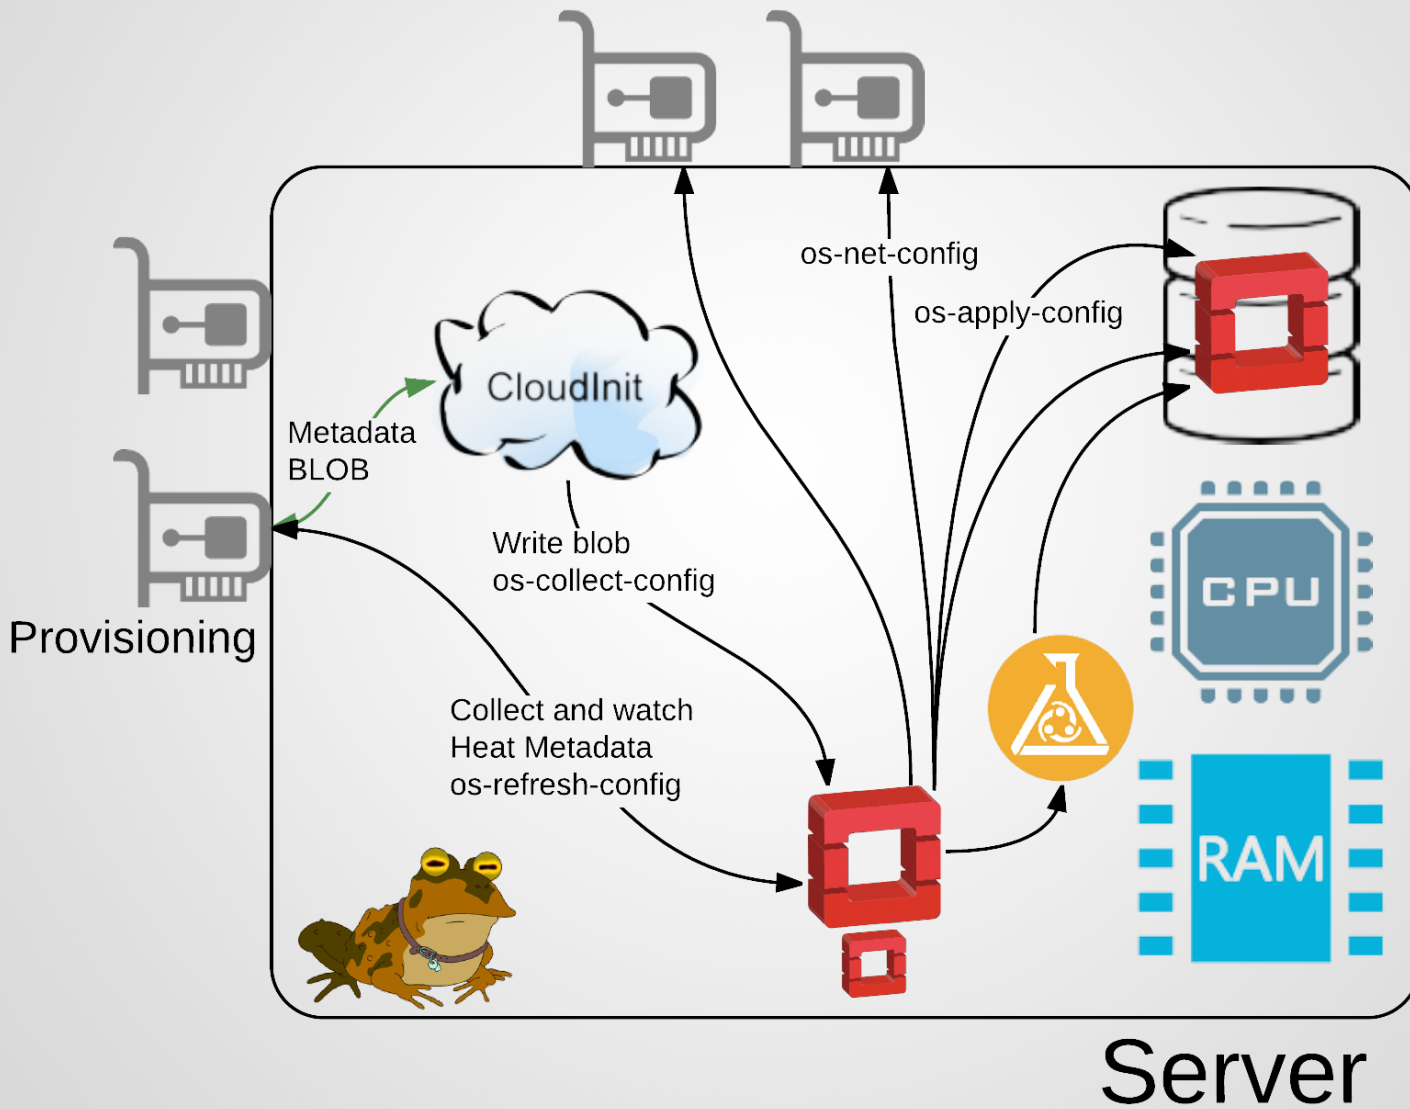 os-net-config
os-apply-config
CloudInit
Metadata
BLOB
Write blob
os-collect-config
CPU
Provisioning
Collect and watch
Heat Metadata
os-refresh-config
RAM
Server